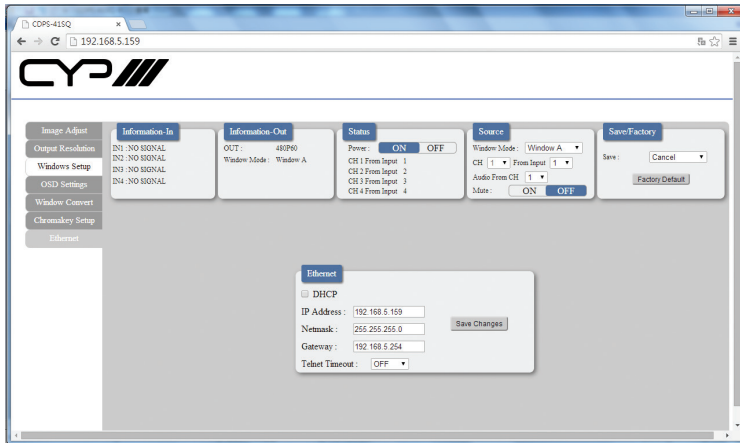 CDPS-41SQ
192.168.5.159
CYP
Image Adjust
Output Resolution
Windows Setup
OSD Settings
Window Convert
Chromakey Setup
Ethernet
Information-In
IN1 :NO SIGNAL
IN2 :NO SIGNAL
IN3 :NO SIGNAL
IN4 :NO SIGNAL
Information-Out
OUT : 480P60
Window Mode : Window A
Status
Power : ON OFF
CH 1 From Input 1
CH 2 From Input 2
CH 3 From Input 3
CH 4 From Input 4
Source
Window Mode : Window A
CH 1 From Input 1
Audio From CH 1
Mute : ON OFF
Save/Factory
Save : Cancel
Factory Default
Ethernet
DHCP
IP Address : 192.168.5.159
Netmask : 255.255.255.0
Gateway : 192.168.5.254
Telnet Timeout : OFF
Save Changes